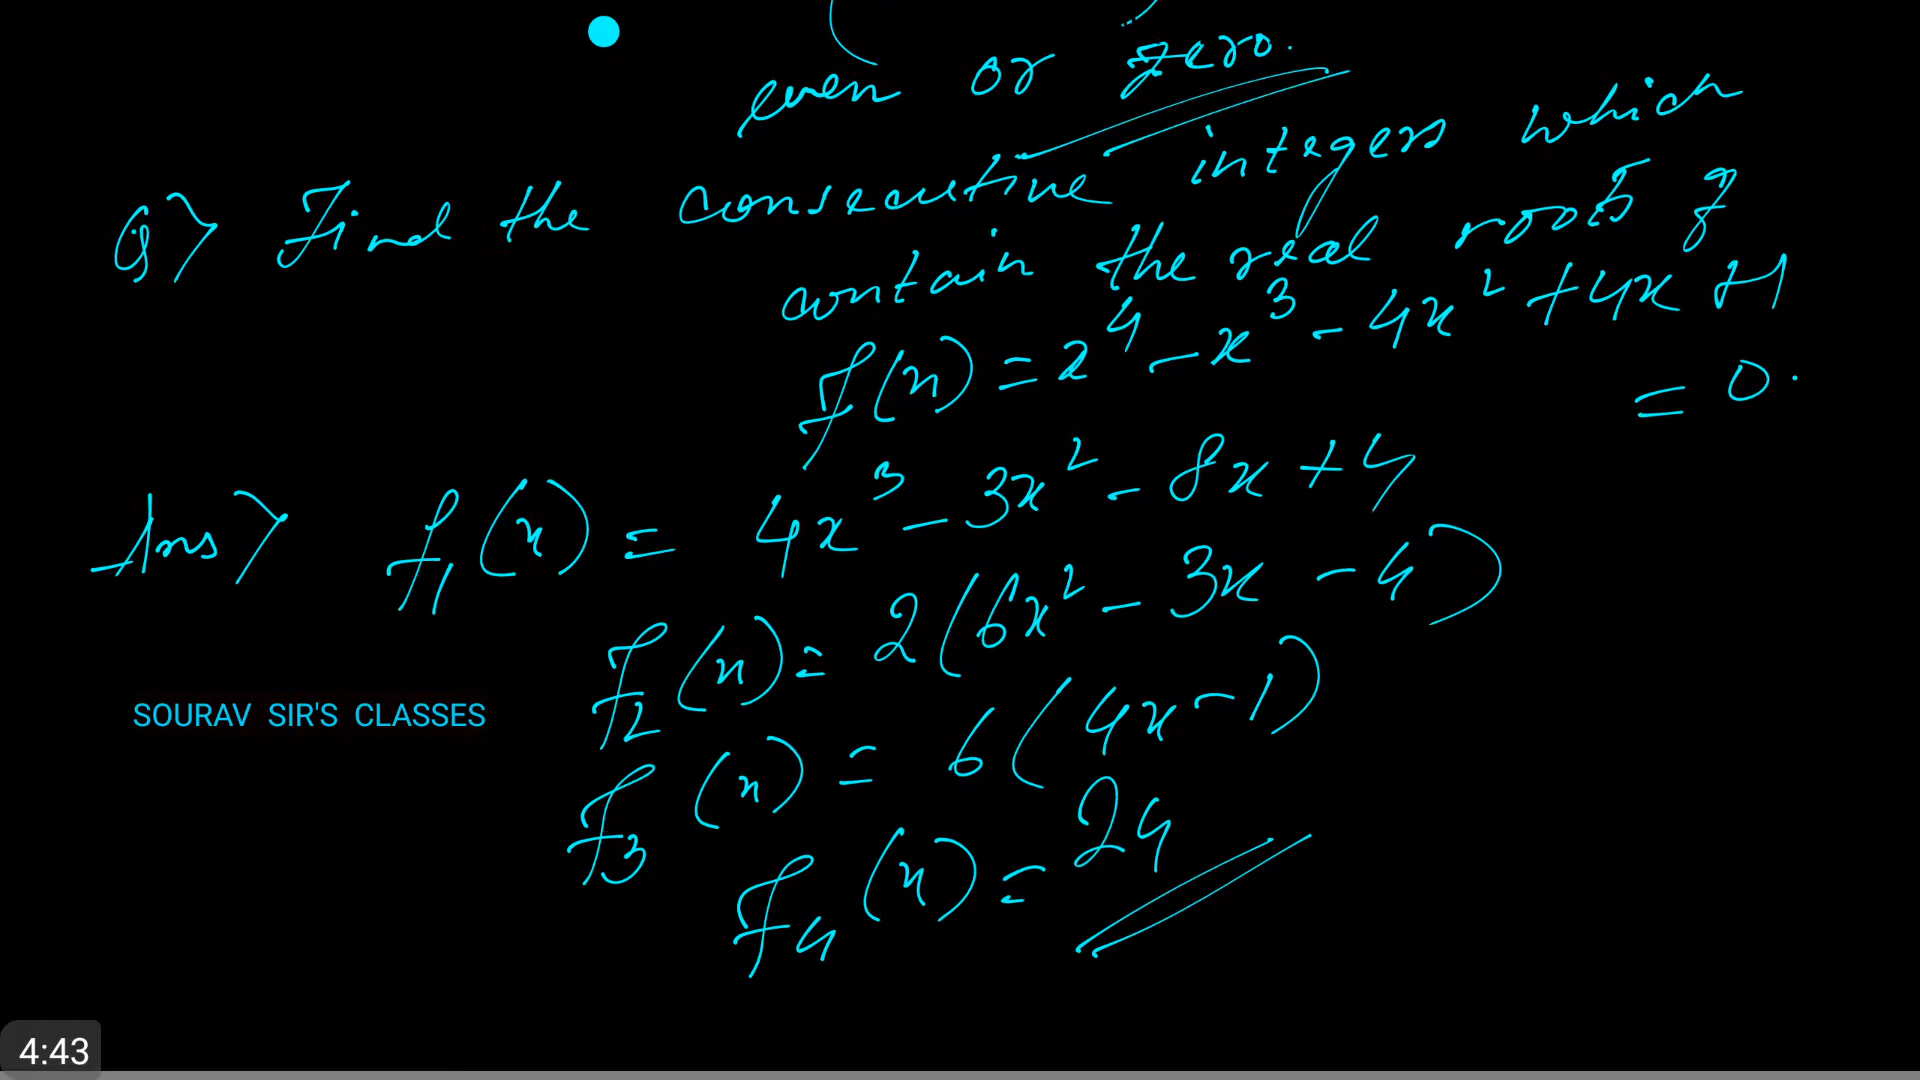 even or zero.
Q> Find the consecutive integers which
contain the real roots of
f(x) = x⁴ - x³ - 4x² + 4x + 1
= 0.
Ans> f₁(x) = 4x³ - 3x² - 8x + 4
f₂(x) = 2(6x² - 3x - 4)
SOURAV SIR'S CLASSES
f₃(x) = 6(4x - 1)
f₄(x) = 24
4:43